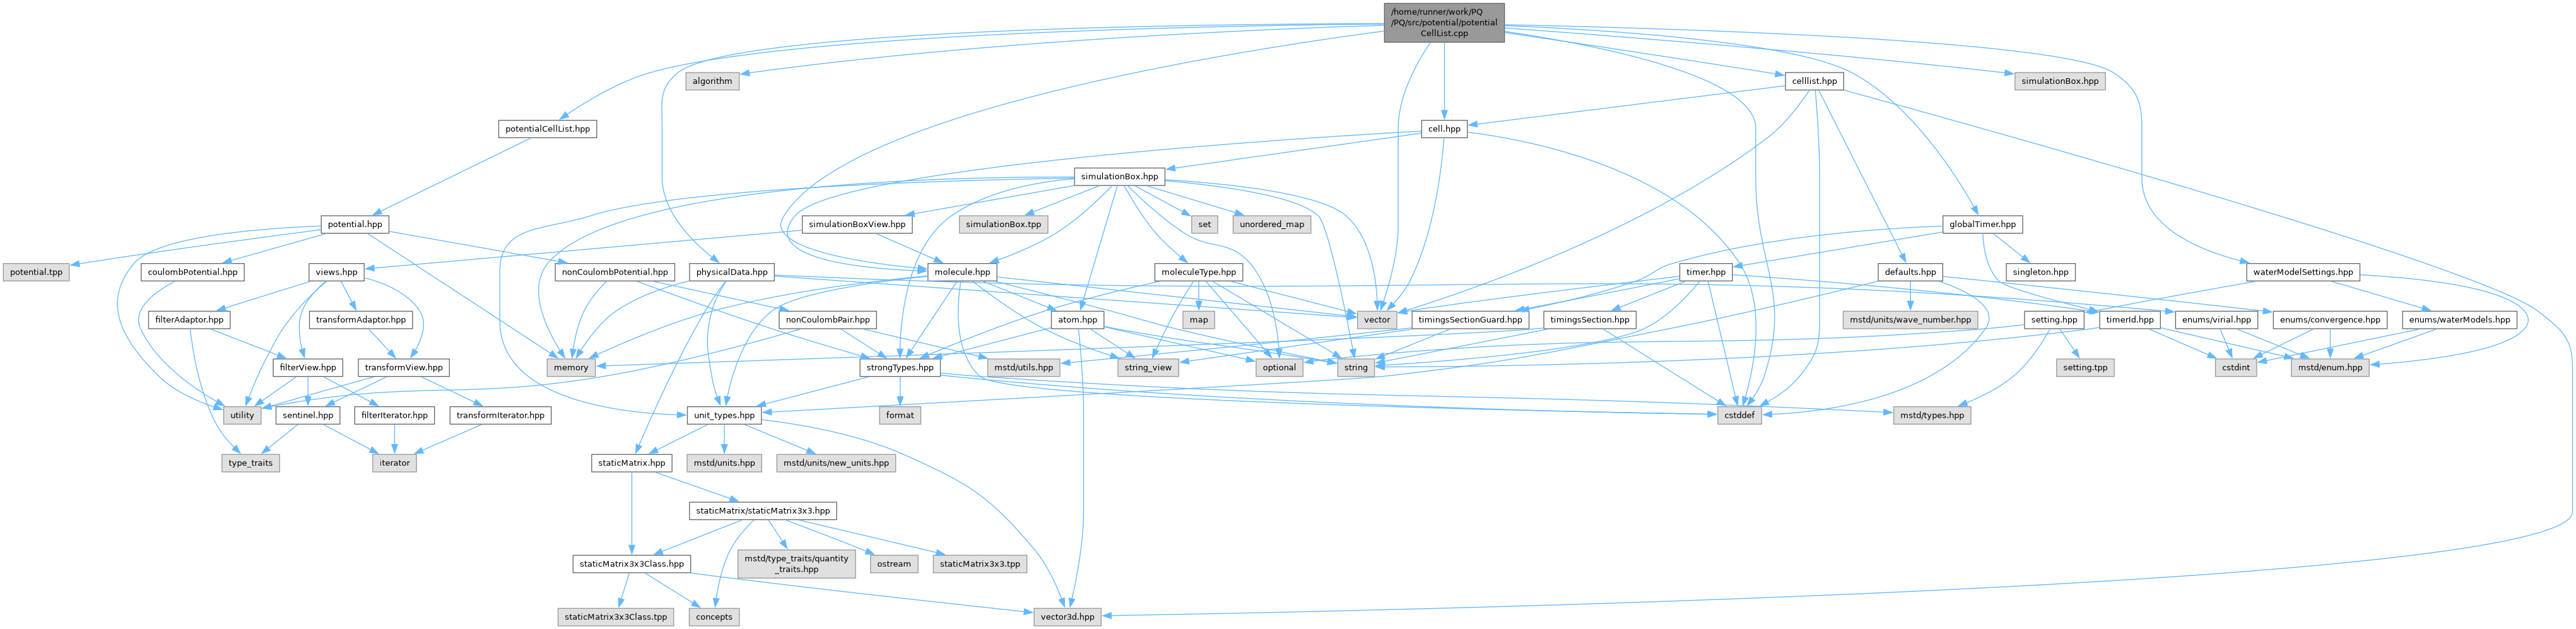 /home/runner/work/PQ
/PQ/src/potential/potential
CellList.cpp
algorithm
celllist.hpp
simulationBox.hpp
potentialCellList.hpp
cell.hpp
simulationBox.hpp
potential.hpp
simulationBoxView.hpp
simulationBox.tpp
set
unordered_map
globalTimer.hpp
potential.tpp
coulombPotential.hpp
views.hpp
nonCoulombPotential.hpp
physicalData.hpp
molecule.hpp
moleculeType.hpp
timer.hpp
defaults.hpp
singleton.hpp
waterModelSettings.hpp
filterAdaptor.hpp
transformAdaptor.hpp
nonCoulombPair.hpp
atom.hpp
map
vector
timingsSectionGuard.hpp
timingsSection.hpp
mstd/units/wave_number.hpp
setting.hpp
timerId.hpp
enums/virial.hpp
enums/convergence.hpp
enums/waterModels.hpp
filterView.hpp
transformView.hpp
memory
strongTypes.hpp
mstd/utils.hpp
string_view
optional
string
setting.tpp
cstdint
mstd/enum.hpp
utility
sentinel.hpp
filterIterator.hpp
transformIterator.hpp
unit_types.hpp
format
cstddef
mstd/types.hpp
type_traits
iterator
staticMatrix.hpp
mstd/units.hpp
mstd/units/new_units.hpp
staticMatrix/staticMatrix3x3.hpp
staticMatrix3x3Class.hpp
mstd/type_traits/quantity
_traits.hpp
ostream
staticMatrix3x3.tpp
staticMatrix3x3Class.tpp
concepts
vector3d.hpp